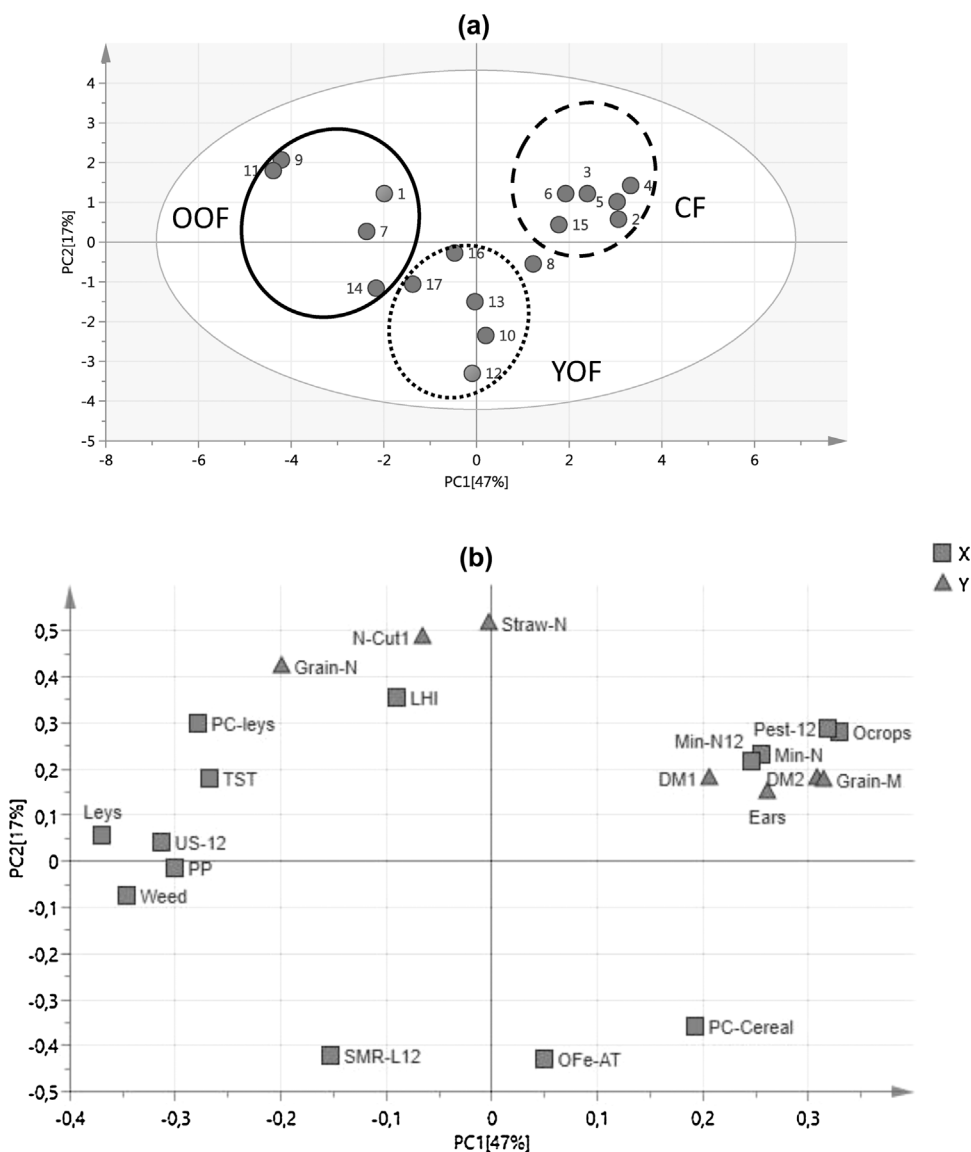 (a)
4
3
2
1
0
-1
-2
-3
-4
-5
PC2[17%]
-8 -6 -4 -2 0 2 4 6
PC1[47%]
OOF
CF
YOF
9
11
1
7
14
16
17
13
10
12
3
6
5
4
2
15
8
(b)
X
Y
0,5
0,4
0,3
0,2
0,1
0
-0,1
-0,2
-0,3
-0,4
-0,5
PC2[17%]
-0,4 -0,3 -0,2 -0,1 0 0,1 0,2 0,3
PC1[47%]
Straw-N
N-Cut1
Grain-N
LHI
PC-leys
TST
Leys
US-12
PP
Weed
Pest-12
Ocrops
Min-N12
Min-N
DM1
DM2
Grain-M
Ears
PC-Cereal
SMR-L12
OFe-AT